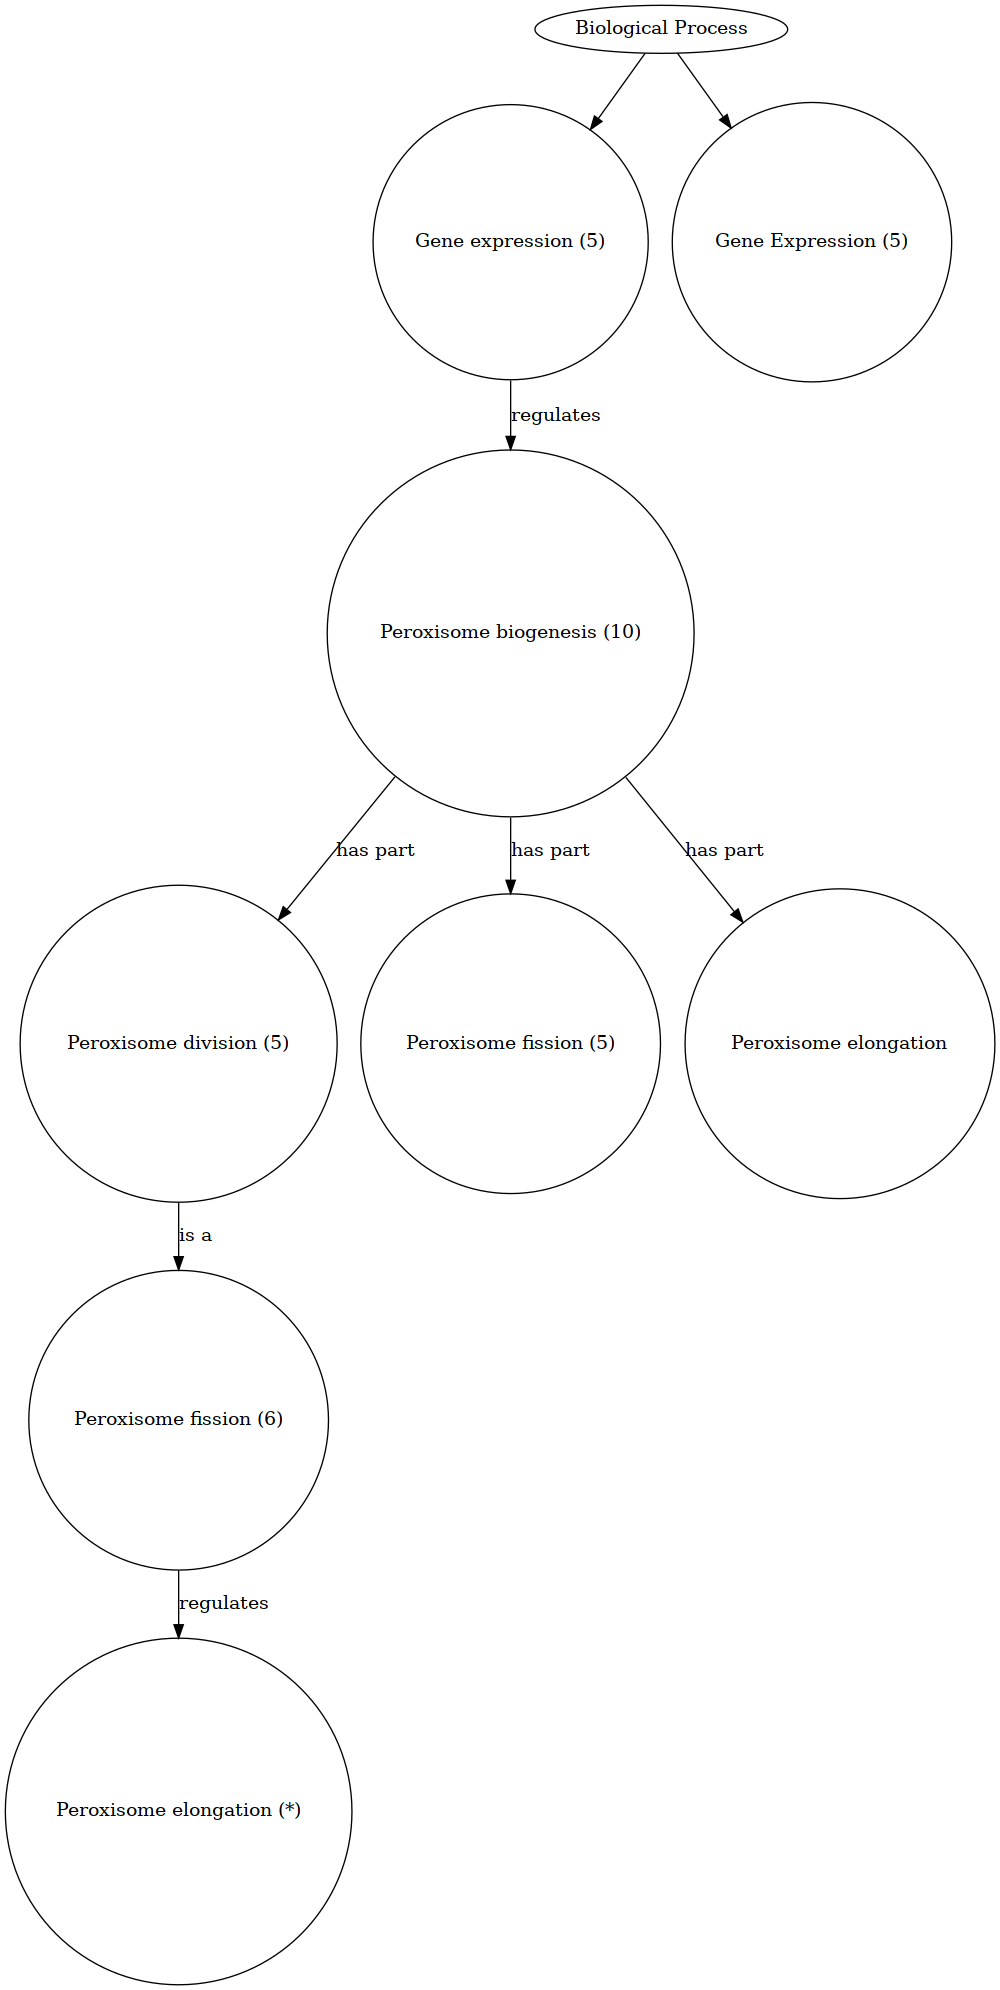 Biological Process
Gene expression (5)
Gene Expression (5)
regulates
Peroxisome biogenesis (10)
has part
has part
has part
Peroxisome division (5)
Peroxisome fission (5)
Peroxisome elongation
is a
Peroxisome fission (6)
regulates
Peroxisome elongation (*)